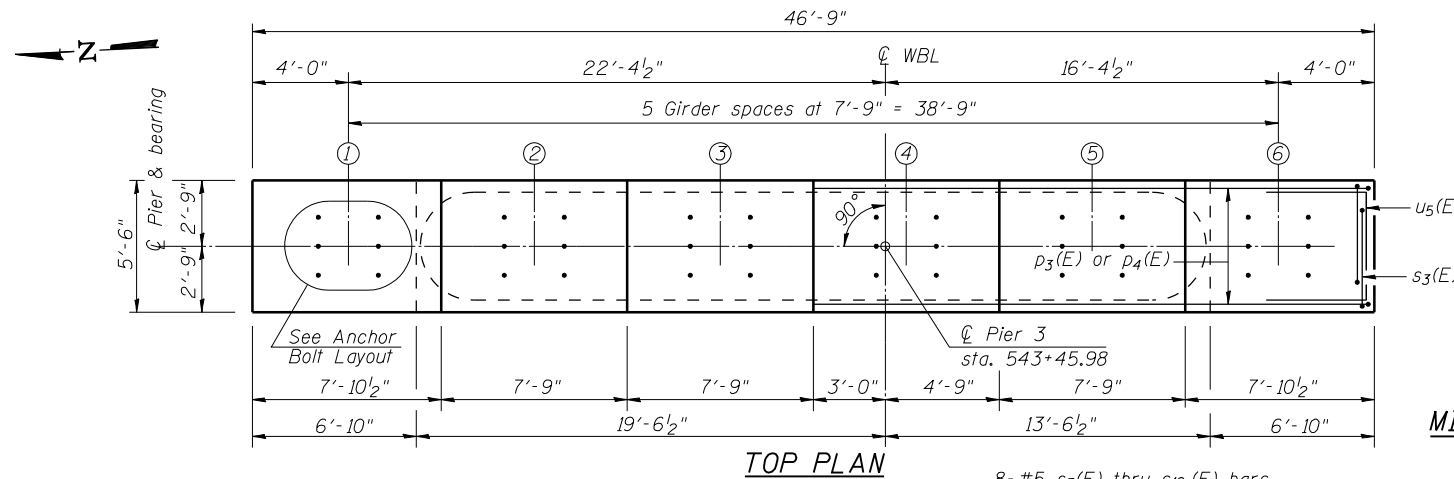 46'-9"
Z
4'-0" 22'-4½" ℄ WBL 16'-4½" 4'-0"
5 Girder spaces at 7'-9" = 38'-9"
℄ Pier & bearing
1 2 3 4 5 6
5'-6"
2'-9"
2'-9"
90°
u5(E
p3(E) or p4(E)
s3(E)
See Anchor
Bolt Layout
℄ Pier 3
sta. 543+45.98
7'-10½" 7'-9" 7'-9" 3'-0" 4'-9" 7'-9" 7'-10½"
6'-10" 19'-6½" 13'-6½" 6'-10"
TOP PLAN